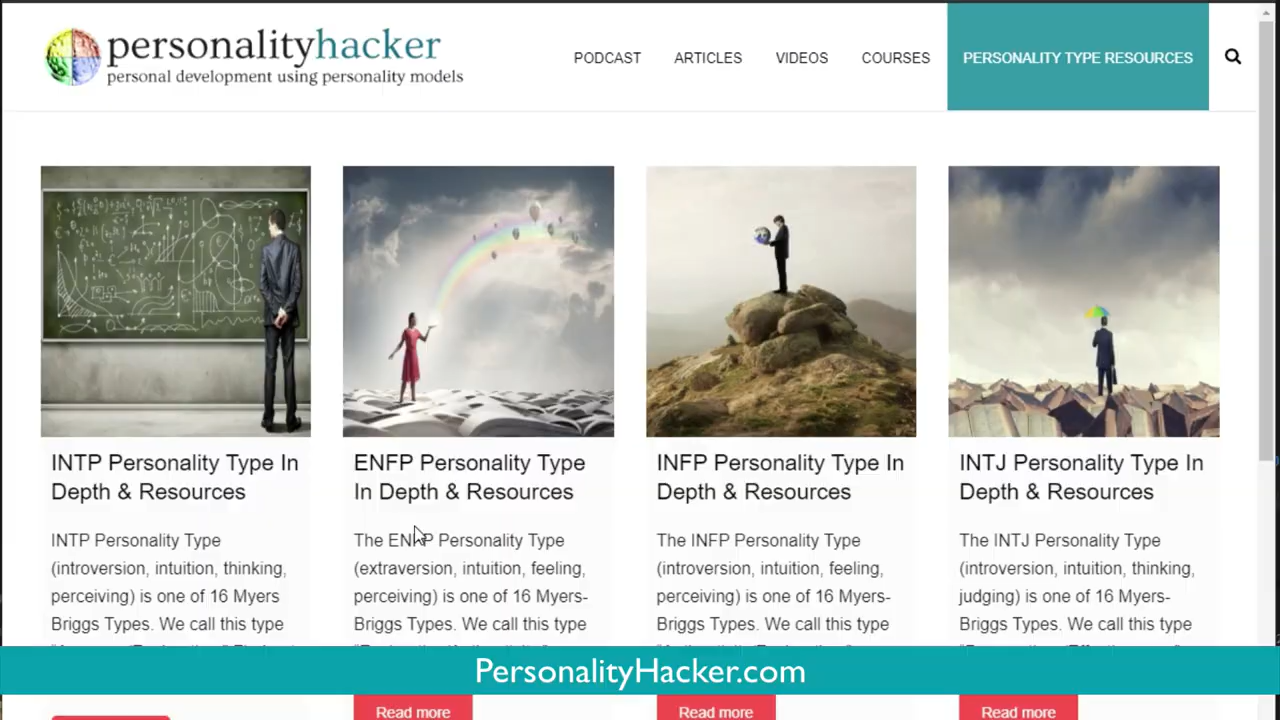 personalityhacker
personal development using personality models
PODCAST
ARTICLES
VIDEOS
COURSES
PERSONALITY TYPE RESOURCES
INTP Personality Type In
Depth & Resources
INTP Personality Type
(introversion, intuition, thinking,
perceiving) is one of 16 Myers
Briggs Types. We call this type
ENFP Personality Type
In Depth & Resources
The ENFP Personality Type
(extraversion, intuition, feeling,
perceiving) is one of 16 Myers-
Briggs Types. We call this type
Read more
INFP Personality Type In
Depth & Resources
The INFP Personality Type
(introversion, intuition, feeling,
perceiving) is one of 16 Myers-
Briggs Types. We call this type
Read more
INTJ Personality Type In
Depth & Resources
The INTJ Personality Type
(introversion, intuition, thinking,
judging) is one of 16 Myers-
Briggs Types. We call this type
Read more
PersonalityHacker.com